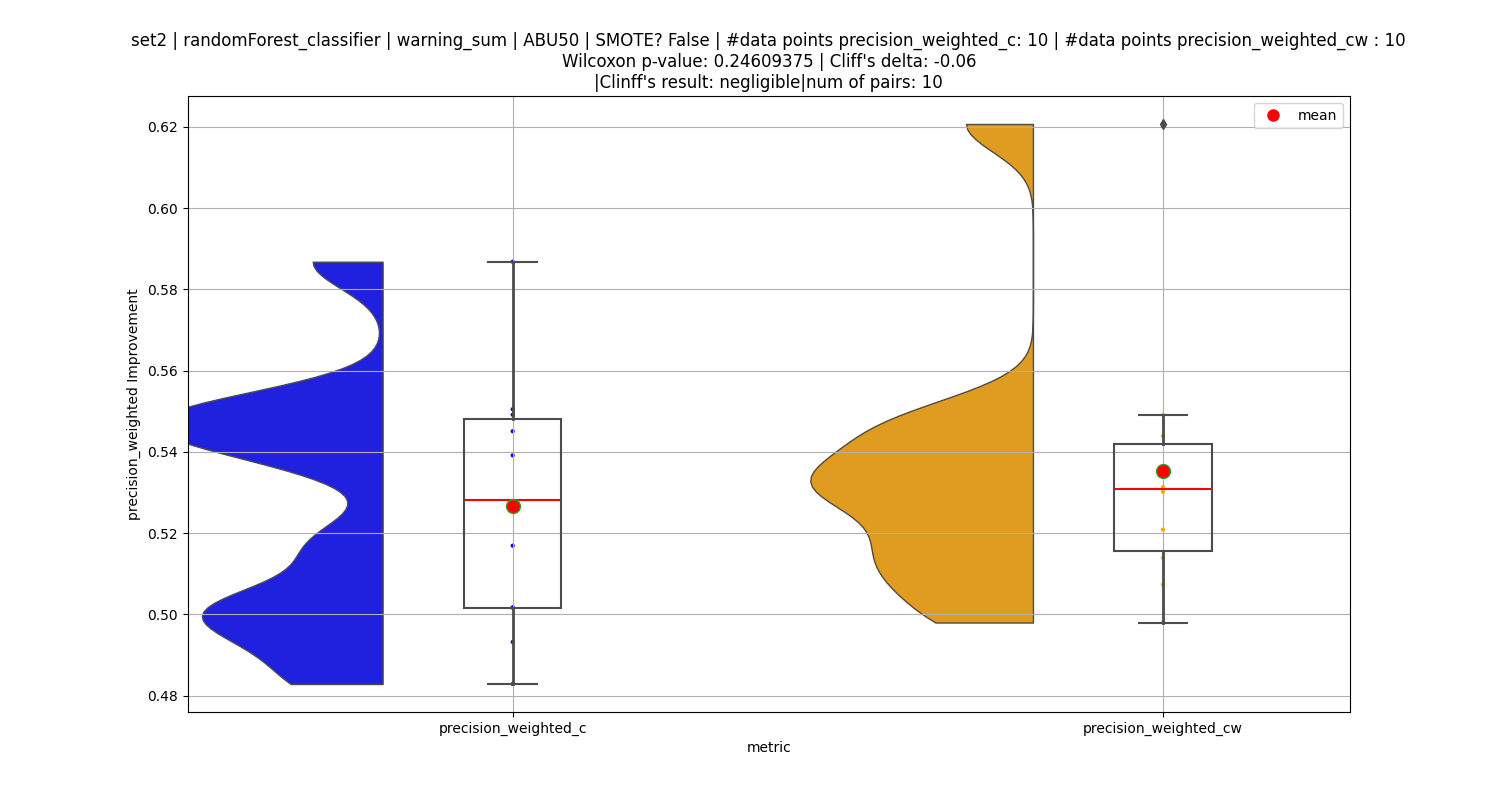 set2 | randomForest_classifier | warning_sum | ABU50 | SMOTE? False | #data points precision_weighted_c: 10 | #data points precision_weighted_cw : 10
Wilcoxon p-value: 0.24609375 | Cliff's delta: -0.06
|Clinff's result: negligible|num of pairs: 10
mean
0.62
0.60
0.58
0.56
0.54
0.52
0.50
0.48
precision_weighted Improvement
precision_weighted_c
precision_weighted_cw
metric